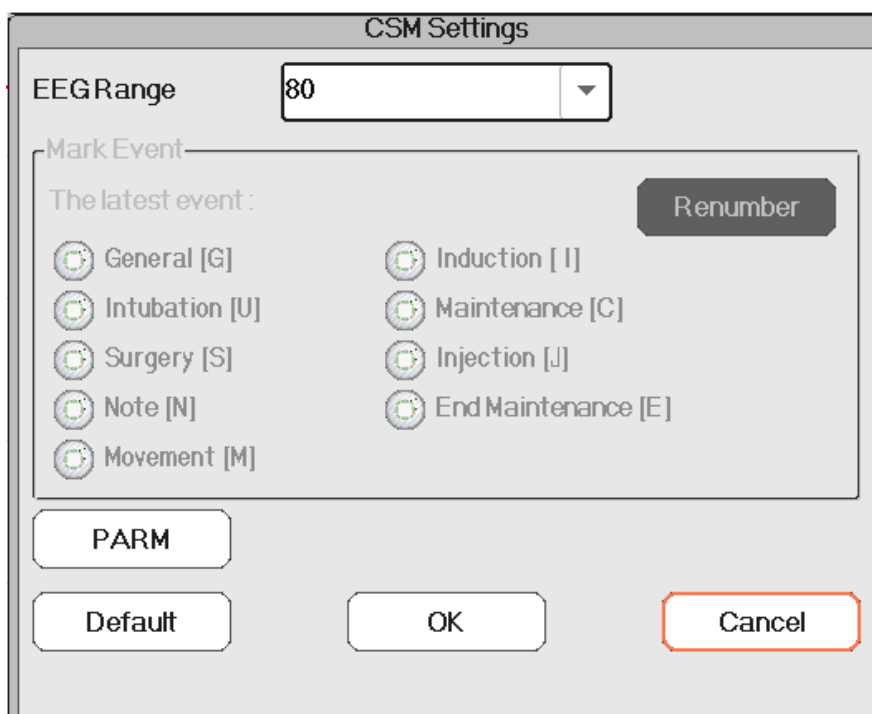 CSM Settings
EEG Range 80
Mark Event
The latest event :
Renumber
General [G] Induction [ I]
Intubation [U] Maintenance [C]
Surgery [S] Injection [J]
Note [N] End Maintenance [E]
Movement [M]
PARM
Default OK Cancel